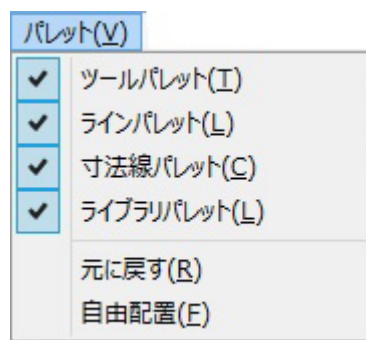 パレット(V)
ツールパレット(T)
ラインパレット(L)
寸法線パレット(C)
ライブラリパレット(L)
元に戻す(R)
自由配置(F)